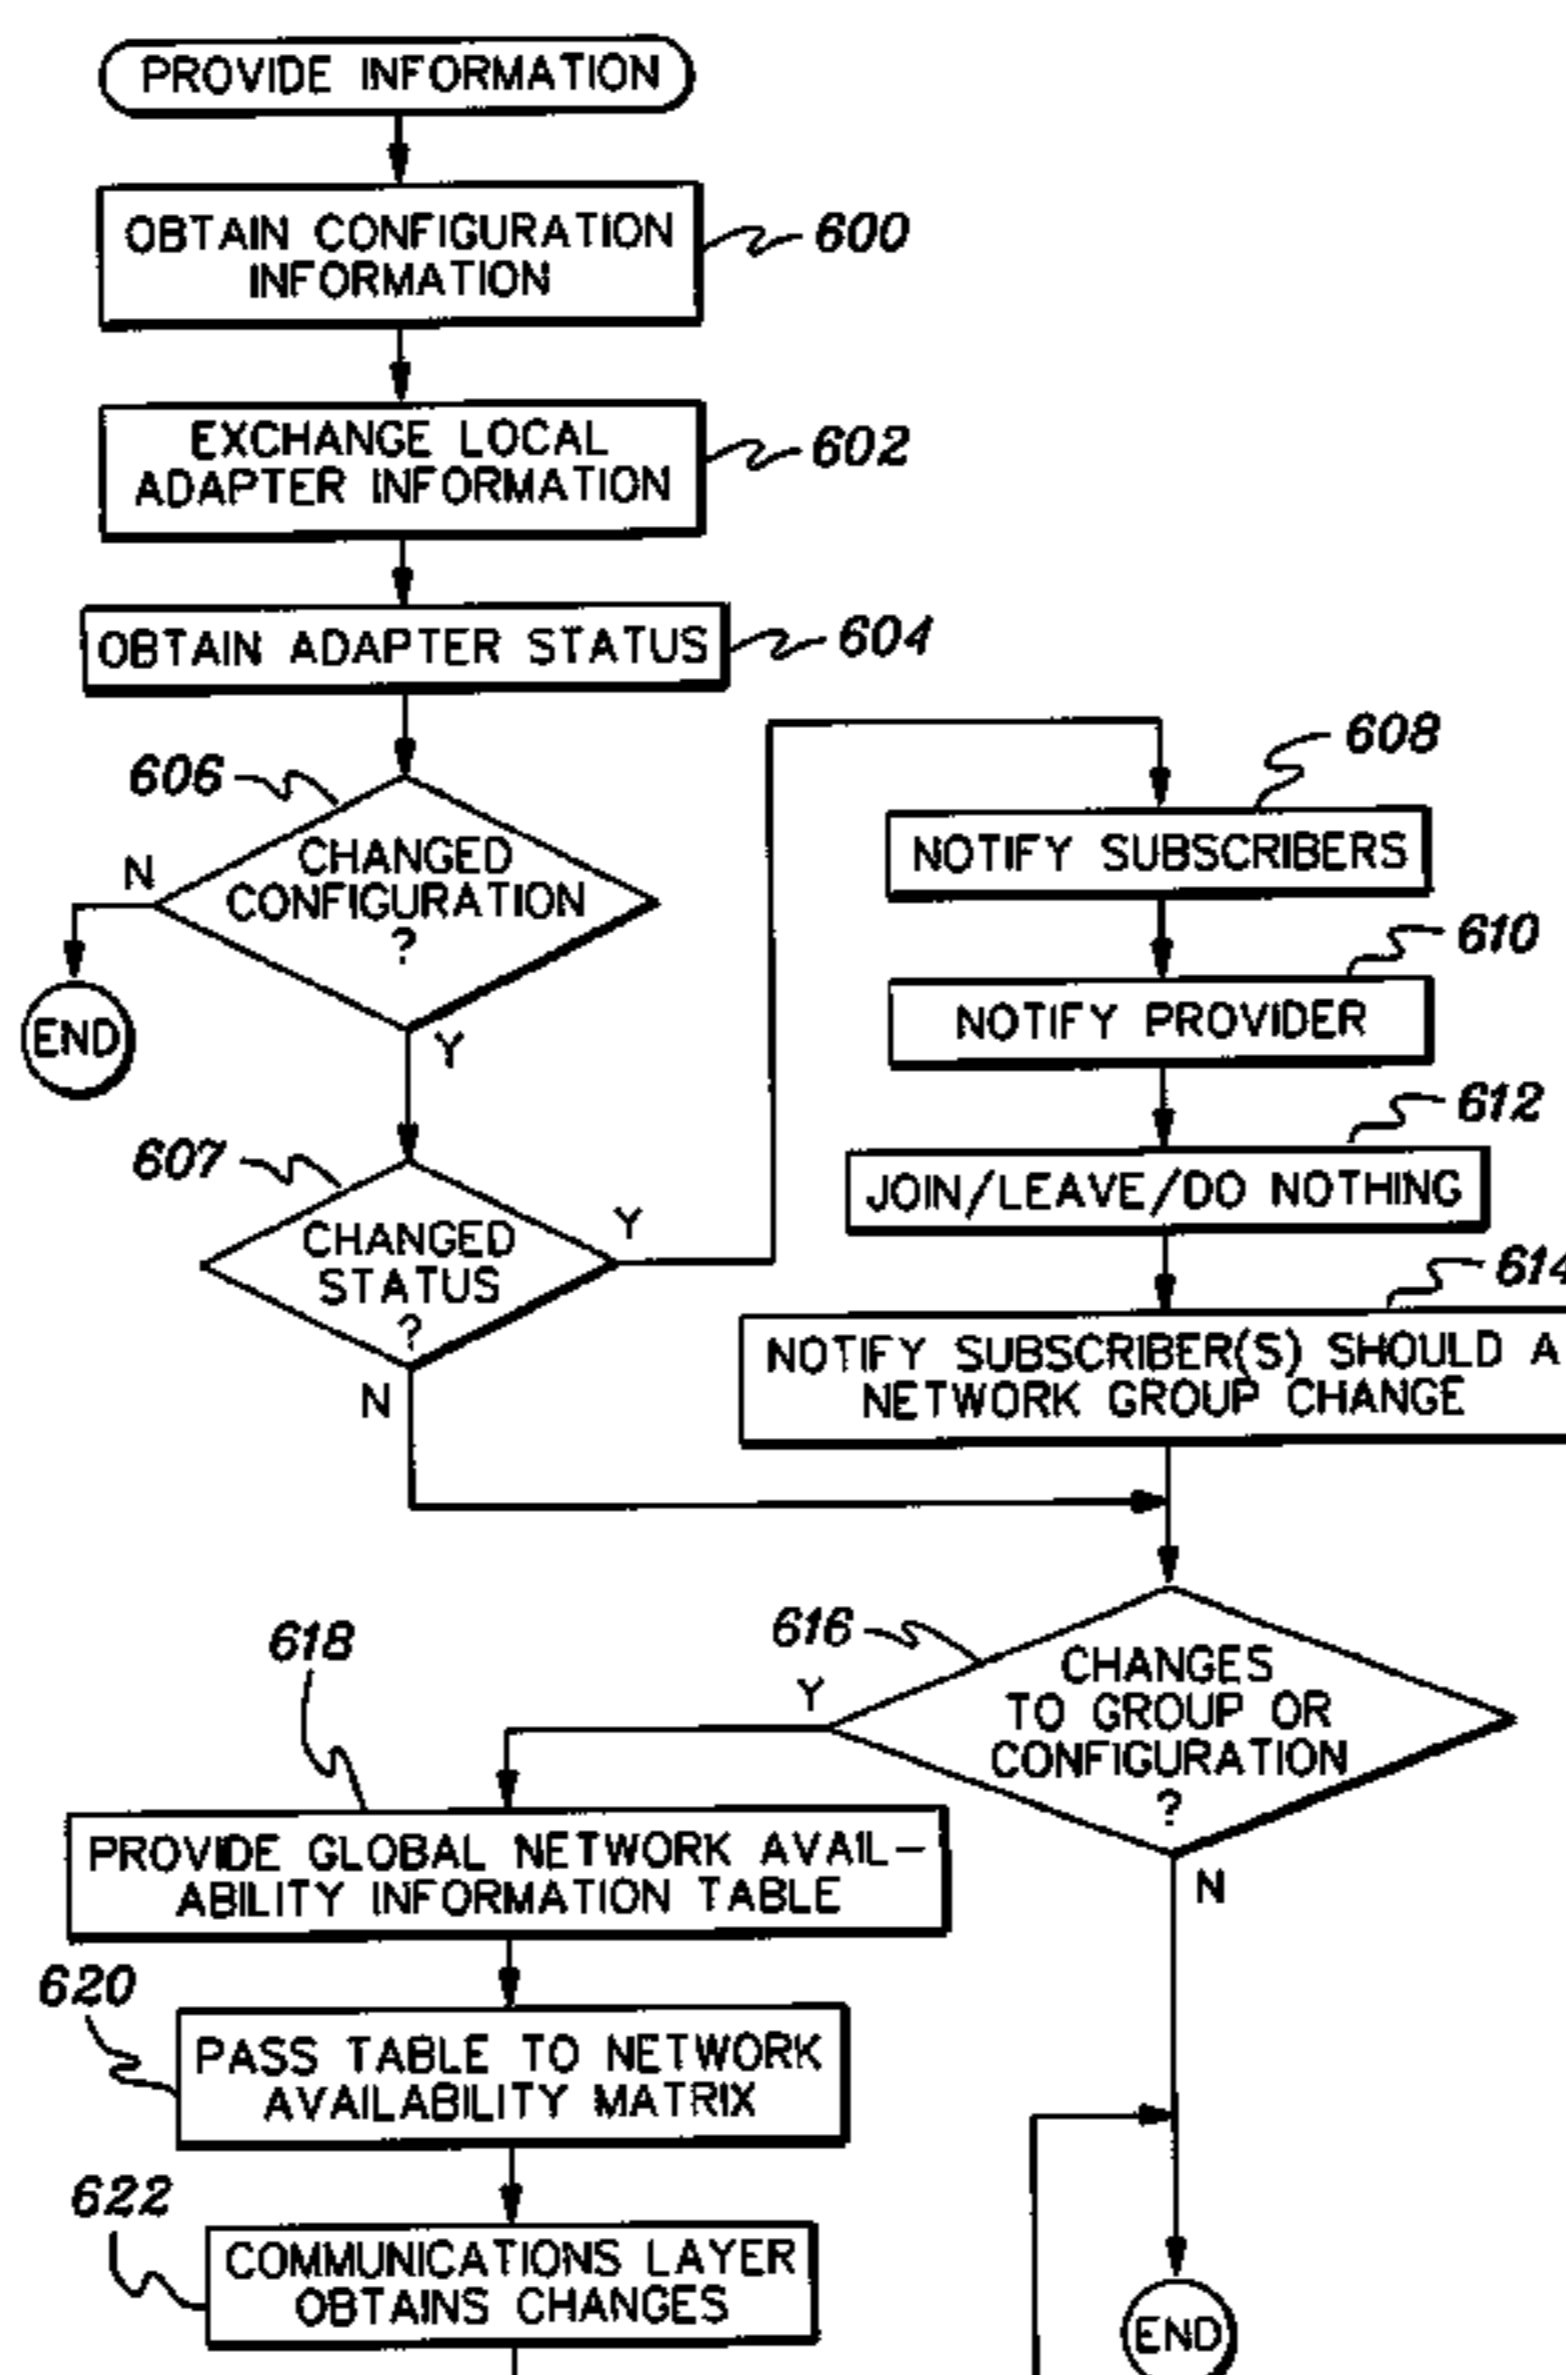 PROVIDE INFORMATION
OBTAIN CONFIGURATION
INFORMATION
600
EXCHANGE LOCAL
ADAPTER INFORMATION
602
OBTAIN ADAPTER STATUS
604
606
CHANGED
CONFIGURATION
?
N
END
Y
607
CHANGED
STATUS
?
Y
N
608
NOTIFY SUBSCRIBERS
610
NOTIFY PROVIDER
612
JOIN/LEAVE/DO NOTHING
614
NOTIFY SUBSCRIBER(S) SHOULD A
NETWORK GROUP CHANGE
616
CHANGES
TO GROUP OR
CONFIGURATION
?
Y
N
618
PROVIDE GLOBAL NETWORK AVAIL-
ABILITY INFORMATION TABLE
620
PASS TABLE TO NETWORK
AVAILABILITY MATRIX
622
COMMUNICATIONS LAYER
OBTAINS CHANGES
END